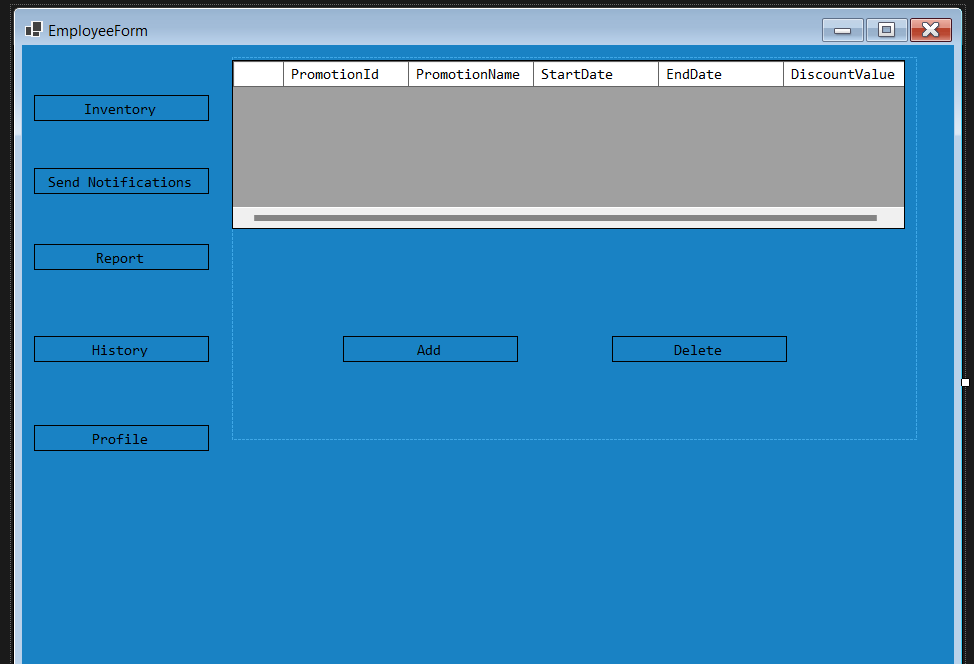 EmployeeForm
PromotionId PromotionName StartDate EndDate DiscountValue
Inventory
Send Notifications
Report
History
Add
Delete
Profile